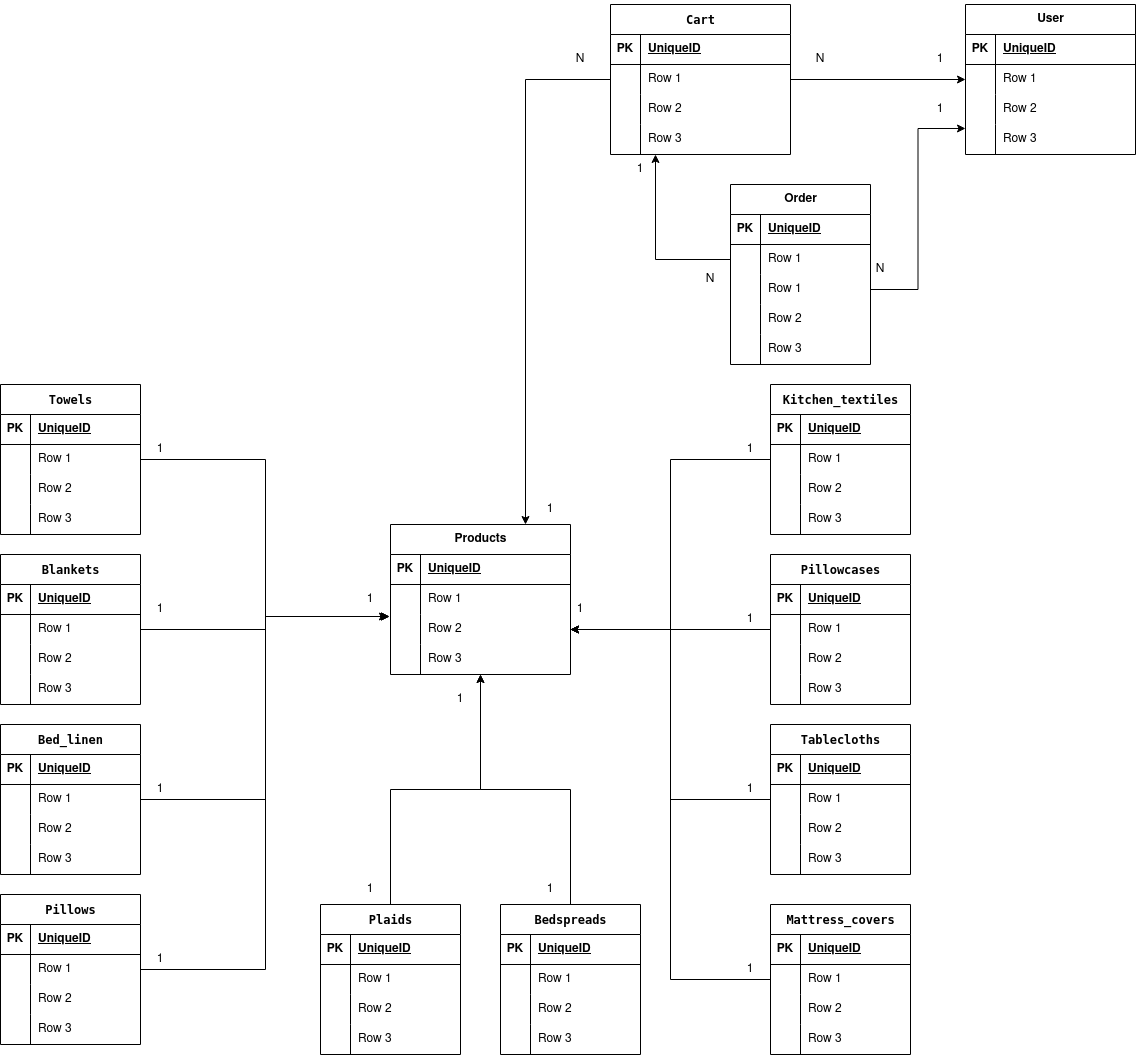 Cart
PK UniqueID
Row 1
Row 2
Row 3
User
PK UniqueID
Row 1
Row 2
Row 3
N
N
1
1
1
Order
PK UniqueID
Row 1
Row 1
Row 2
Row 3
N
N
Towels
PK UniqueID
Row 1
Row 2
Row 3
1
Kitchen_textiles
PK UniqueID
Row 1
Row 2
Row 3
1
1
Products
PK UniqueID
Row 1
Row 2
Row 3
1
1
1
Blankets
PK UniqueID
Row 1
Row 2
Row 3
1
Pillowcases
PK UniqueID
Row 1
Row 2
Row 3
1
Bed_linen
PK UniqueID
Row 1
Row 2
Row 3
1
Tablecloths
PK UniqueID
Row 1
Row 2
Row 3
1
Pillows
PK UniqueID
Row 1
Row 2
Row 3
1
1
Plaids
PK UniqueID
Row 1
Row 2
Row 3
1
Bedspreads
PK UniqueID
Row 1
Row 2
Row 3
Mattress_covers
PK UniqueID
Row 1
Row 2
Row 3
1